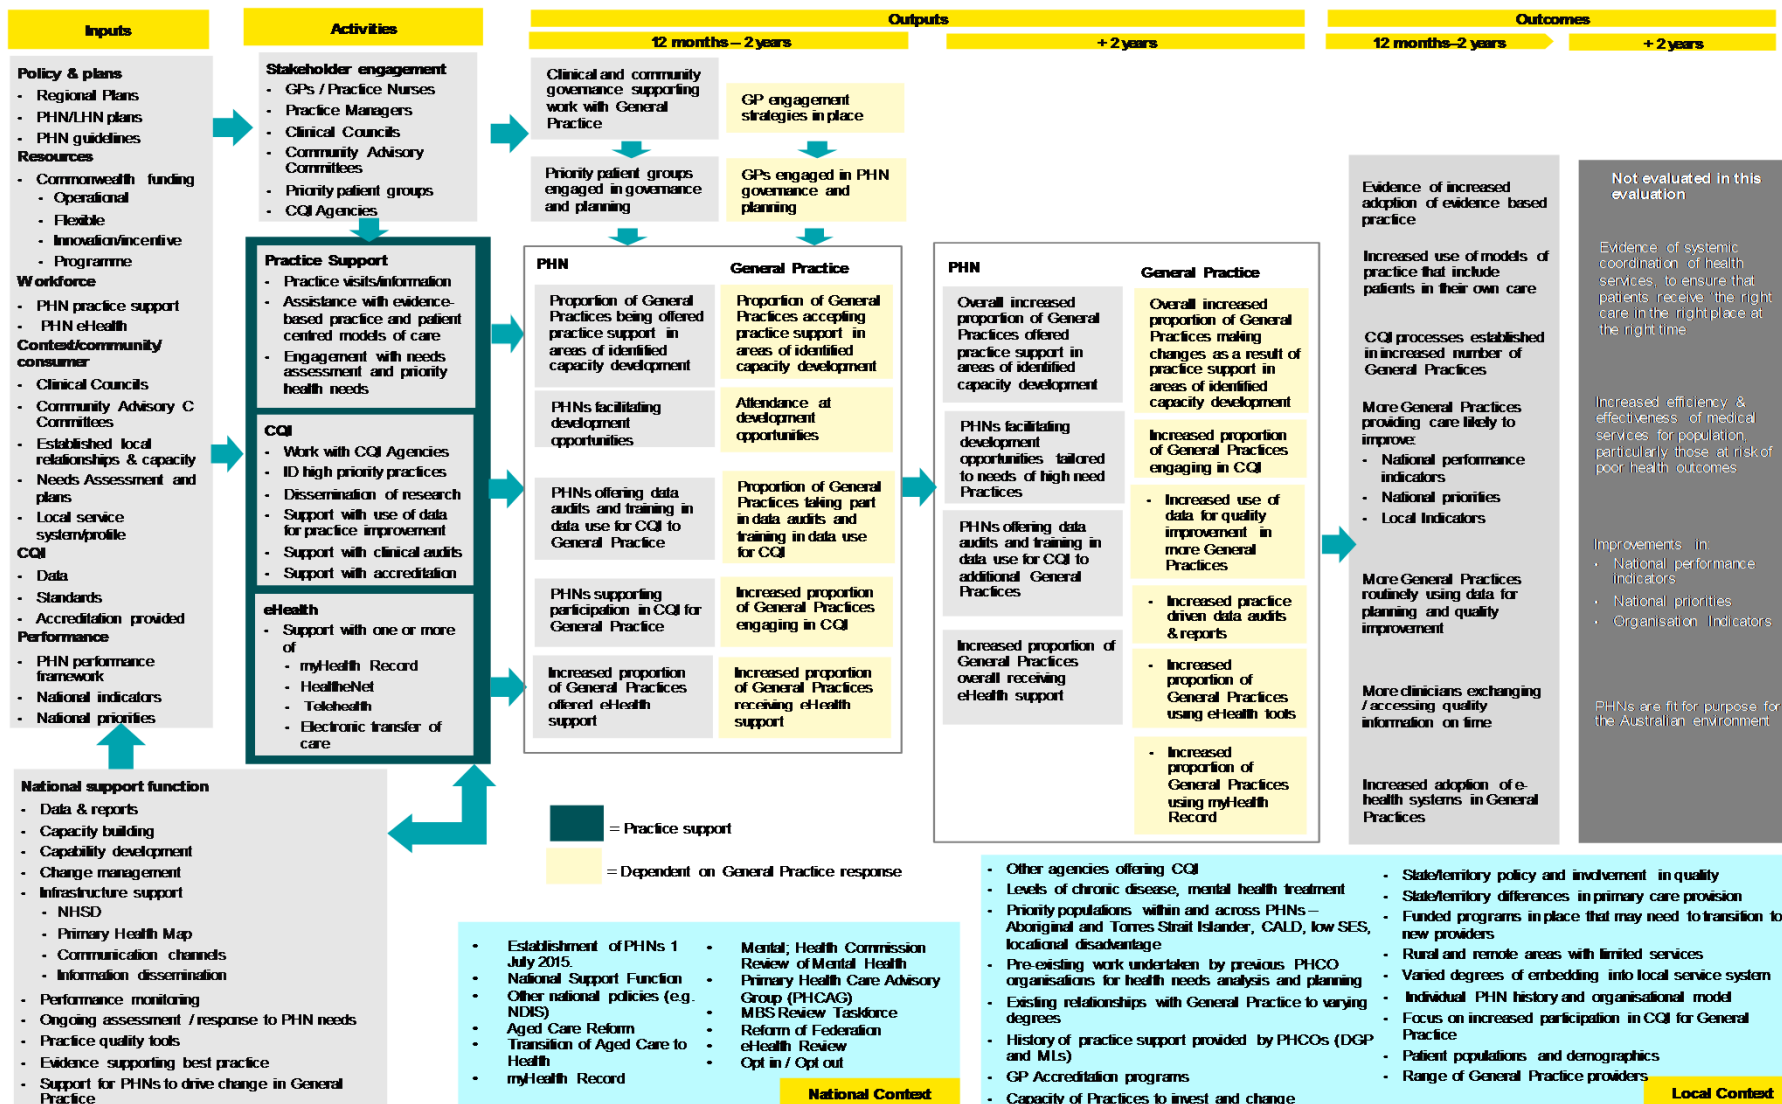 Inputs
Policy & plans
- Regional Plans
- PHN/LHN plans
- PHN guidelines
Resources
- Commonwealth funding
- Operational
- Flexible
- Innovation/incentive
- Programme
Workforce
- PHN practice support
- PHN eHealth
Context/community/
consumer
- Clinical Councils
- Community Advisory C
Committees
- Established local
relationships & capacity
- Needs Assessment and
plans
- Local service
system/profile
CQI
- Data
- Standards
- Accreditation provided
Performance
- PHN performance
framework
- National indicators
- National priorities
National support function
- Data & reports
- Capacity building
- Capability development
- Change management
- Infrastructure support
- NHSD
- Primary Health Map
- Communication channels
- Information dissemination
- Performance monitoring
- Ongoing assessment / response to PHN needs
- Practice quality tools
- Evidence supporting best practice
- Support for PHNs to drive change in General
Practice
Activities
Stakeholder engagement
- GPs / Practice Nurses
- Practice Managers
- Clinical Councils
- Community Advisory
Committees
- Priority patient groups
- CQI Agencies
Practice Support
- Practice visits/information
- Assistance with evidence-
based practice and patient
centred models of care
- Engagement with needs
assessment and priority
health needs
CQI
- Work with CQI Agencies
- ID high priority practices
- Dissemination of research
- Support with use of data
for practice improvement
- Support with clinical audits
- Support with accreditation
eHealth
- Support with one or more
of
- myHealth Record
- HealtheNet
- Telehealth
- Electronic transfer of
care
Outputs
12 months – 2 years
Clinical and community
governance supporting
work with General
Practice
GP engagement
strategies in place
Priority patient groups
engaged in governance
and planning
GPs engaged in PHN
governance and
planning
PHN
Proportion of General
Practices being offered
practice support in
areas of identified
capacity development
PHNs facilitating
development
opportunities
PHNs offering data
audits and training in
data use for CQI to
General Practice
PHNs supporting
participation in CQI for
General Practice
Increased proportion
of General Practices
offered eHealth
support
General Practice
Proportion of General
Practices accepting
practice support in
areas of identified
capacity development
Attendance at
development
opportunities
Proportion of General
Practices taking part
in data audits and
training in data use
for CQI
Increased proportion
of General Practices
engaging in CQI
Increased proportion
of General Practices
receiving eHealth
support
+ 2 years
PHN
Overall increased
proportion of General
Practices offered
practice support in
areas of identified
capacity development
PHNs facilitating
development
opportunities tailored
to needs of high need
Practices
PHNs offering data
audits and training in
data use for CQI to
additional General
Practices
Increased proportion of
General Practices
overall receiving
eHealth support
General Practice
Overall increased
proportion of General
Practices making
changes as a result of
practice support in
areas of identified
capacity development
Increased proportion
of General Practices
engaging in CQI
- Increased use of
data for quality
improvement in
more General
Practices
- Increased practice
driven data audits
& reports
- Increased
proportion of
General Practices
using eHealth tools
- Increased
proportion of
General Practices
using myHealth
Record
Outcomes
12 months–2 years
Evidence of increased
adoption of evidence based
practice
Increased use of models of
practice that include
patients in their own care
CQI processes established
in increased number of
General Practices
More General Practices
providing care likely to
improve:
- National performance
indicators
- National priorities
- Local Indicators
More General Practices
routinely using data for
planning and quality
improvement
More clinicians exchanging
/ accessing quality
information on time
Increased adoption of e-
health systems in General
Practices
+ 2 years
Not evaluated in this
evaluation
Evidence of systemic
coordination of health
services, to ensure that
patients receive 'the right
care in the right place at
the right time
Increased efficiency &
effectiveness of medical
services for population,
particularly those at risk of
poor health outcomes
Improvements in:
- National performance
indicators
- National priorities
- Organisation Indicators
PHNs are fit for purpose for
the Australian environment
= Practice support
= Dependent on General Practice response
• Establishment of PHNs 1
July 2015.
• National Support Function
• Other national policies (e.g.
NDIS)
• Aged Care Reform
• Transition of Aged Care to
Health
• myHealth Record
• Mental; Health Commission
Review of Mental Health
• Primary Health Care Advisory
Group (PHCAG)
• MBS Review Taskforce
• Reform of Federation
• eHealth Review
• Opt in / Opt out
National Context
- Other agencies offering CQI
- Levels of chronic disease, mental health treatment
- Priority populations within and across PHNs –
Aboriginal and Torres Strait Islander, CALD, low SES,
locational disadvantage
- Pre-existing work undertaken by previous PHCO
organisations for health needs analysis and planning
- Existing relationships with General Practice to varying
degrees
- History of practice support provided by PHCOs (DGP
and MLs)
- GP Accreditation programs
- Capacity of Practices to invest and change
- State/territory policy and involvement in quality
- State/territory differences in primary care provision
- Funded programs in place that may need to transition to
new providers
- Rural and remote areas with limited services
- Varied degrees of embedding into local service system
- Individual PHN history and organisational model
- Focus on increased participation in CQI for General
Practice
- Patient populations and demographics
- Range of General Practice providers
Local Context